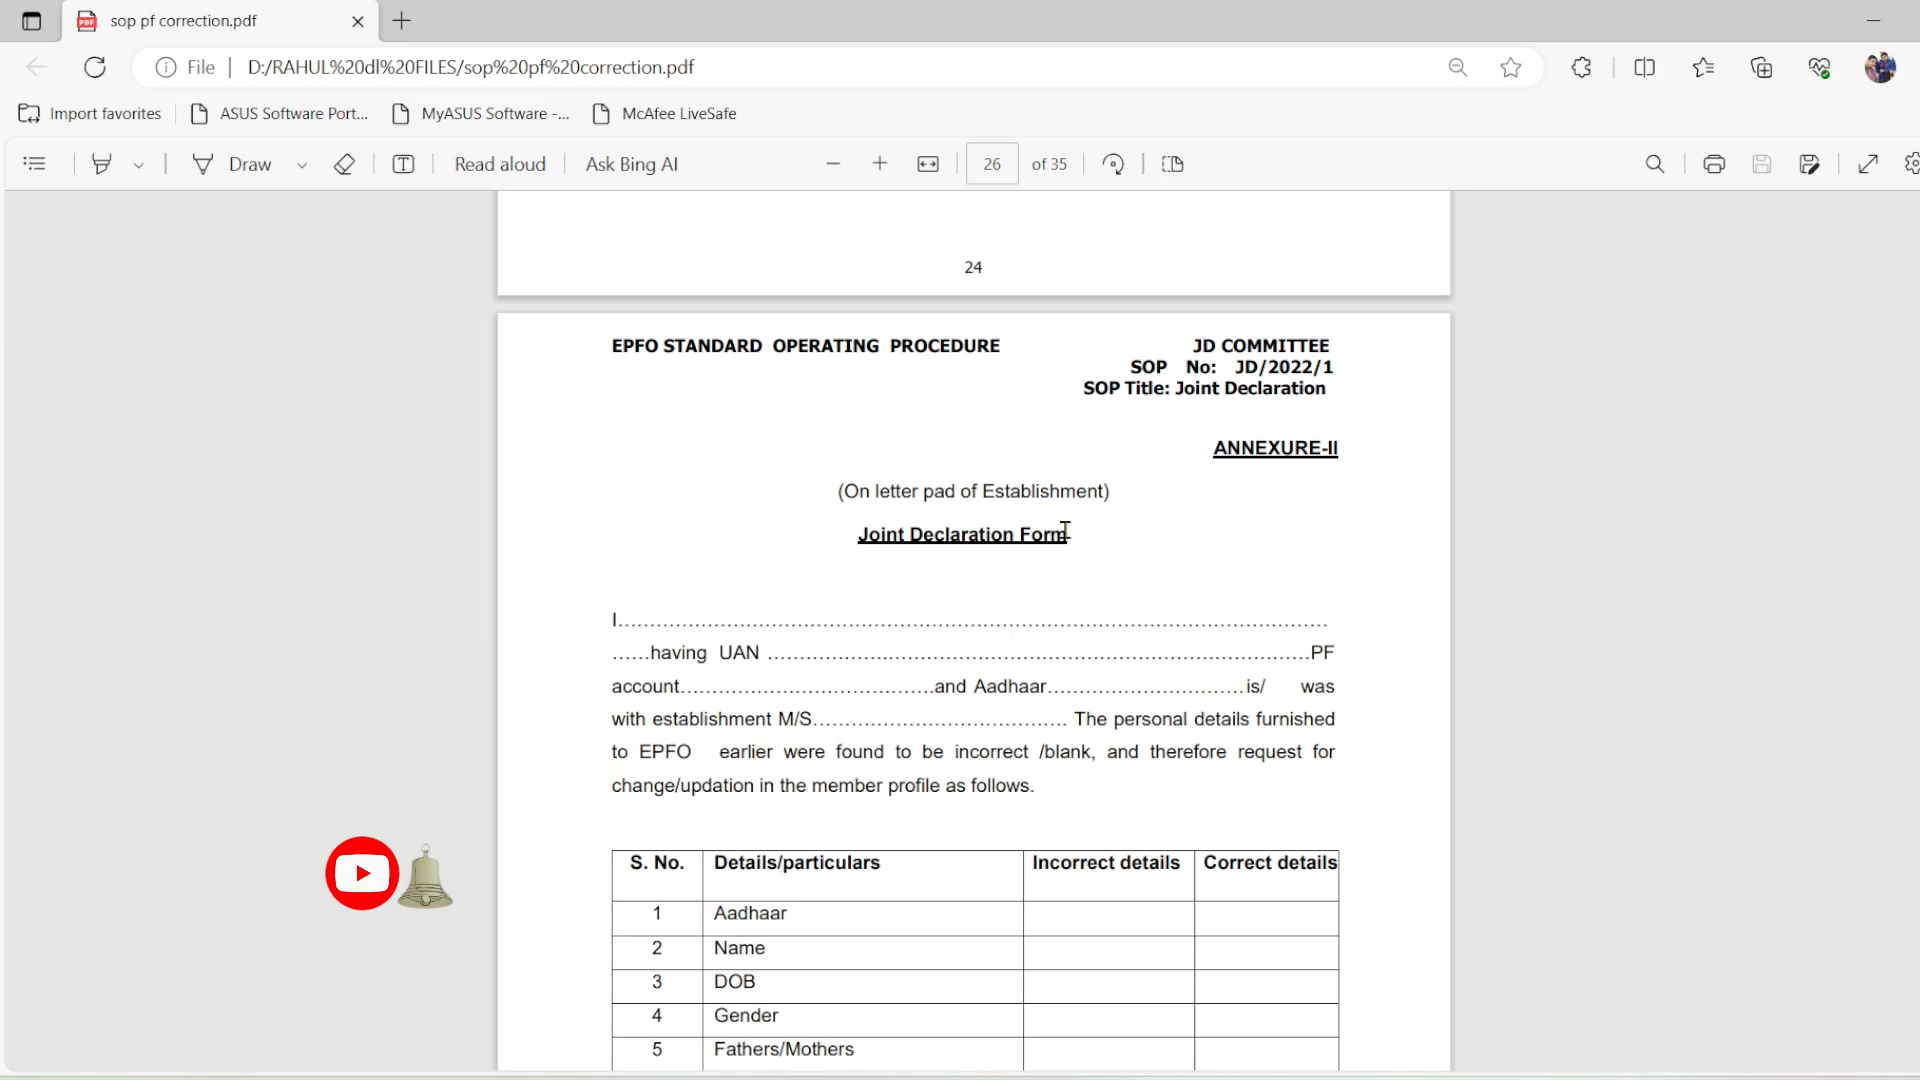 sop pf correction.pdf
File D:/RAHUL%20dl%20FILES/sop%20pf%20correction.pdf
Import favorites ASUS Software Port... MyASUS Software -... McAfee LiveSafe
Draw Read aloud Ask Bing AI 26 of 35
24
EPFO STANDARD OPERATING PROCEDURE JD COMMITTEE
SOP No: JD/2022/1
SOP Title: Joint Declaration
ANNEXURE-II
(On letter pad of Establishment)
Joint Declaration Form
I……………………………………………………………………………………………
……having UAN ……………………………………………………………………PF
account…………………………………and Aadhaar…………………………is/ was
with establishment M/S………………………………… The personal details furnished
to EPFO earlier were found to be incorrect /blank, and therefore request for
change/updation in the member profile as follows.
S. No. Details/particulars Incorrect details Correct details
1 Aadhaar
2 Name
3 DOB
4 Gender
5 Fathers/Mothers